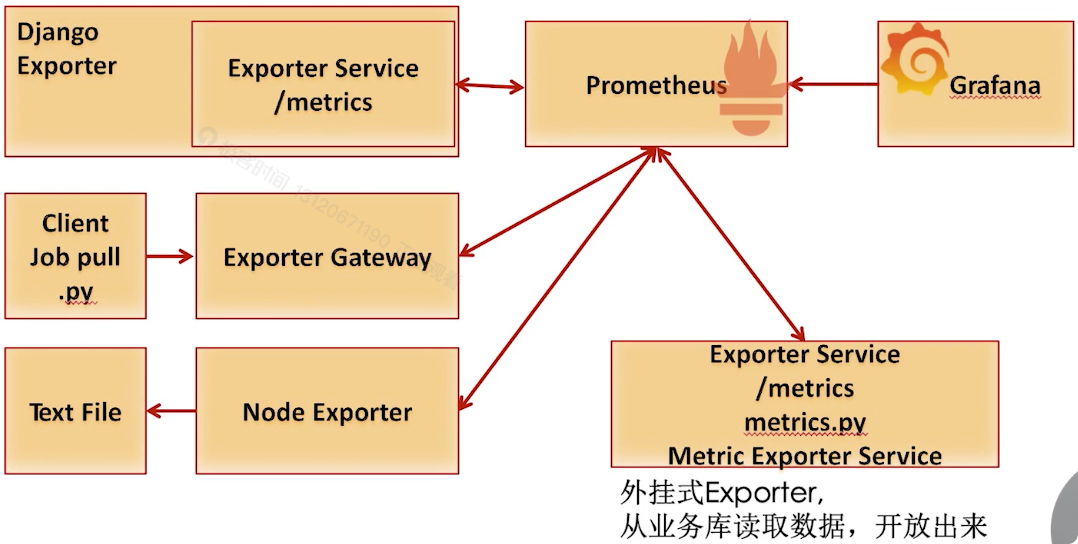 Django
Exporter
Exporter Service
/metrics
Prometheus
Grafana
Client
Job pull
.py
Exporter Gateway
Text File
Node Exporter
Exporter Service
/metrics
metrics.py
Metric Exporter Service
外挂式Exporter,
从业务库读取数据，开放出来